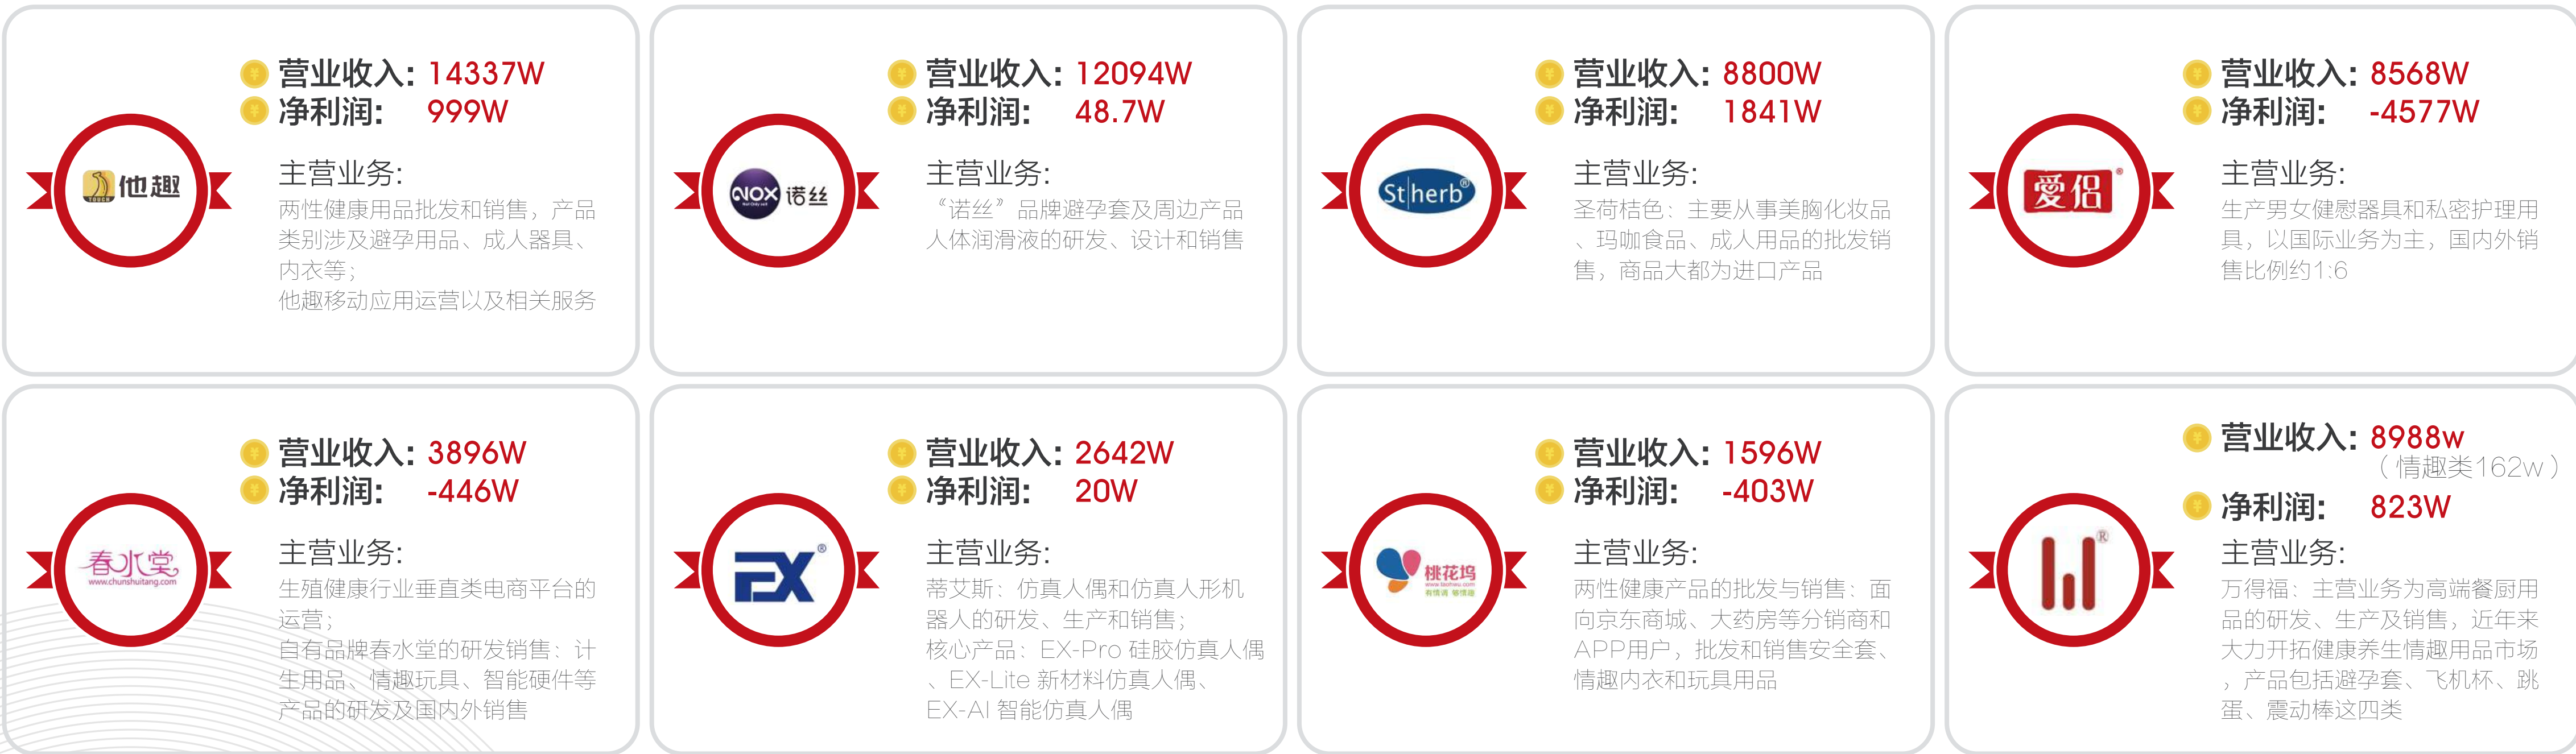 营业收入: 14337W
净利润: 999W
他趣
TOUCH
主营业务:
两性健康用品批发和销售，产品
类别涉及避孕用品、成人器具、
内衣等；
他趣移动应用运营以及相关服务
营业收入: 12094W
净利润: 48.7W
NOX 诺丝
主营业务:
“诺丝”品牌避孕套及周边产品
人体润滑液的研发、设计和销售
营业收入: 8800W
净利润: 1841W
St herb®
主营业务:
圣荷桔色：主要从事美胸化妆品
、玛咖食品、成人用品的批发销
售，商品大都为进口产品
营业收入: 8568W
净利润: -4577W
愛侣®
主营业务:
生产男女健慰器具和私密护理用
具，以国际业务为主，国内外销
售比例约1:6
营业收入: 3896W
净利润: -446W
春水堂
www.chunshuitang.com
主营业务:
生殖健康行业垂直类电商平台的
运营；
自有品牌春水堂的研发销售：计
生用品、情趣玩具、智能硬件等
产品的研发及国内外销售
营业收入: 2642W
净利润: 20W
EX®
主营业务:
蒂艾斯：仿真人偶和仿真人形机
器人的研发、生产和销售；
核心产品：EX-Pro 硅胶仿真人偶
、EX-Lite 新材料仿真人偶、
EX-AI 智能仿真人偶
营业收入: 1596W
净利润: -403W
桃花坞
www.taohwu.com
有情调 够情趣
主营业务:
两性健康产品的批发与销售：面
向京东商城、大药房等分销商和
APP用户，批发和销售安全套、
情趣内衣和玩具用品
营业收入: 8988w
（情趣类162w）
净利润: 823W
®
主营业务:
万得福：主营业务为高端餐厨用
品的研发、生产及销售，近年来
大力开拓健康养生情趣用品市场
，产品包括避孕套、飞机杯、跳
蛋、震动棒这四类